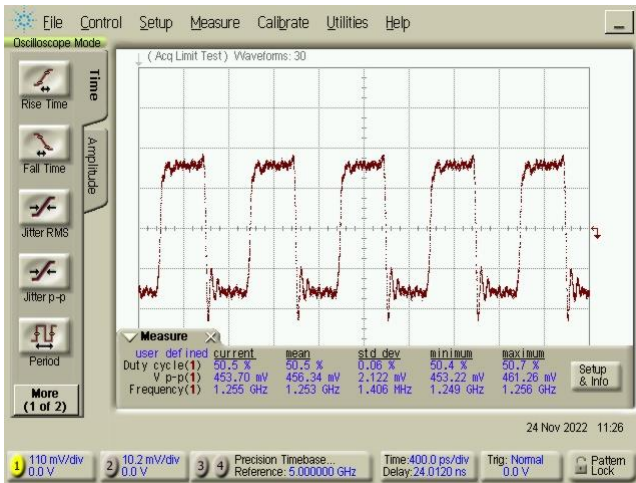 File Control Setup Measure Calibrate Utilities Help
Oscilloscope Mode
( Acq Limit Test ) Waveforms: 30
Time
Amplitude
Rise Time
Fall Time
Jitter RMS
Jitter p-p
Period
More
(1 of 2)
Measure
user defined current mean std dev minimum maximum
Duty cycle(1) 50.5 % 50.5 % 0.06 % 50.4 % 50.7 %
V p-p(1) 453.70 mV 456.34 mV 2.122 mV 453.22 mV 461.26 mV
Frequency(1) 1.255 GHz 1.253 GHz 1.406 MHz 1.249 GHz 1.256 GHz
Setup
& Info
24 Nov 2022 11:26
1 110 mV/div
0.0 V
2 10.2 mV/div
0.0 V
3 4 Precision Timebase...
Reference: 5.000000 GHz
Time:400.0 ps/div
Delay:24.0120 ns
Trig: Normal
0.0 V
Pattern
Lock